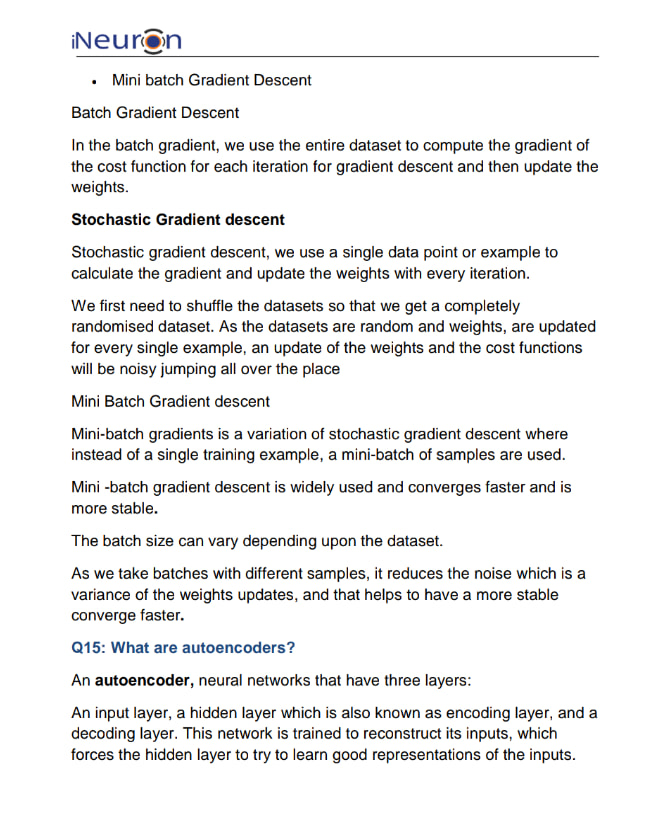 iNeuron
• Mini batch Gradient Descent
Batch Gradient Descent
In the batch gradient, we use the entire dataset to compute the gradient of
the cost function for each iteration for gradient descent and then update the
weights.
Stochastic Gradient descent
Stochastic gradient descent, we use a single data point or example to
calculate the gradient and update the weights with every iteration.
We first need to shuffle the datasets so that we get a completely
randomised dataset. As the datasets are random and weights, are updated
for every single example, an update of the weights and the cost functions
will be noisy jumping all over the place
Mini Batch Gradient descent
Mini-batch gradients is a variation of stochastic gradient descent where
instead of a single training example, a mini-batch of samples are used.
Mini -batch gradient descent is widely used and converges faster and is
more stable.
The batch size can vary depending upon the dataset.
As we take batches with different samples, it reduces the noise which is a
variance of the weights updates, and that helps to have a more stable
converge faster.
Q15: What are autoencoders?
An autoencoder, neural networks that have three layers:
An input layer, a hidden layer which is also known as encoding layer, and a
decoding layer. This network is trained to reconstruct its inputs, which
forces the hidden layer to try to learn good representations of the inputs.